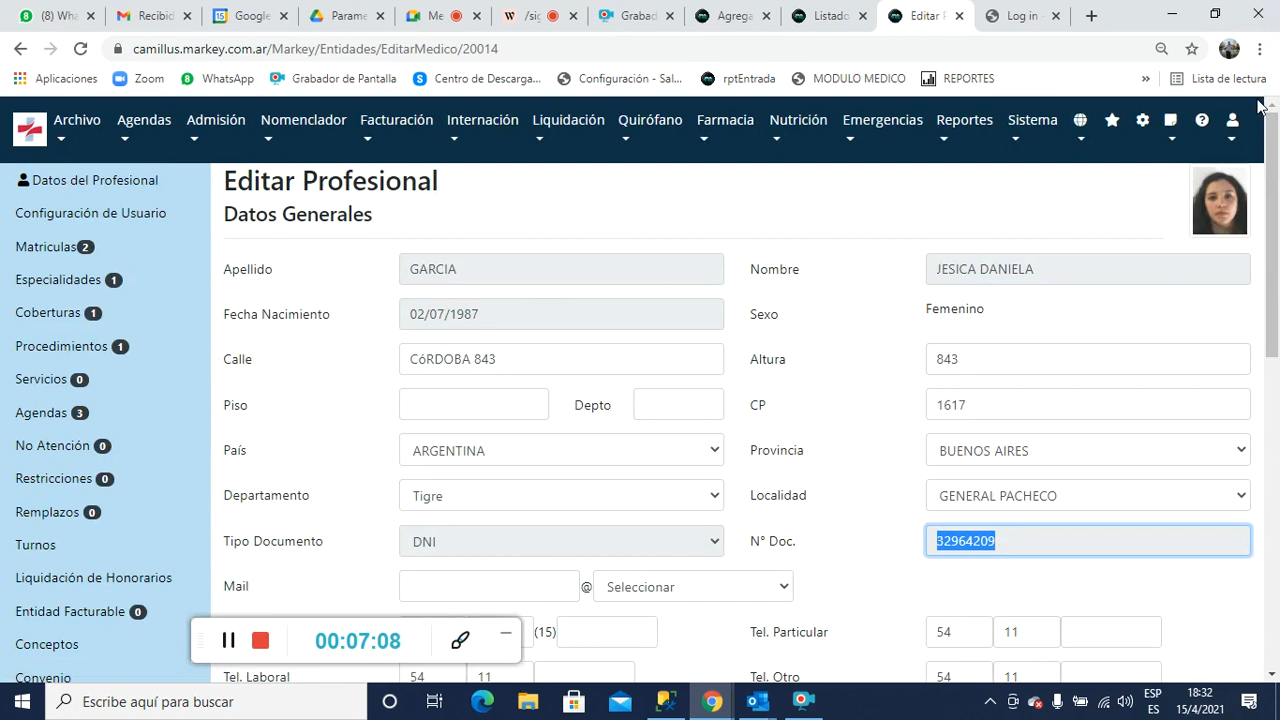 (8) Wha
Recibid
Google
Parame
Me
/sig
Grabac
Agrega
Listada
Editar P
Log in
camillus.markey.com.ar/Markey/Entidades/EditarMedico/20014
Aplicaciones Zoom WhatsApp Grabador de Pantalla Centro de Descarga... Configuración - Sal... rptEntrada MODULO MEDICO REPORTES » Lista de lectura
Archivo Agendas Admisión Nomenclador Facturación Internación Liquidación Quirófano Farmacia Nutrición Emergencias Reportes Sistema
Datos del Profesional
Configuración de Usuario
Matriculas 2
Especialidades 1
Coberturas 1
Procedimientos 1
Servicios 0
Agendas 3
No Atención 0
Restricciones 0
Remplazos 0
Turnos
Liquidación de Honorarios
Entidad Facturable 0
Conceptos
Convenio
Editar Profesional
Datos Generales
Apellido GARCIA Nombre JESICA DANIELA
Fecha Nacimiento 02/07/1987 Sexo Femenino
Calle CóRDOBA 843 Altura 843
Piso Depto CP 1617
País ARGENTINA Provincia BUENOS AIRES
Departamento Tigre Localidad GENERAL PACHECO
Tipo Documento DNI N° Doc. 32964209
Mail @ Seleccionar
(15) Tel. Particular 54 11
Tel. Laboral 54 11 Tel. Otro 54 11
00:07:08
Escribe aquí para buscar
ESP
ES
18:32
15/4/2021